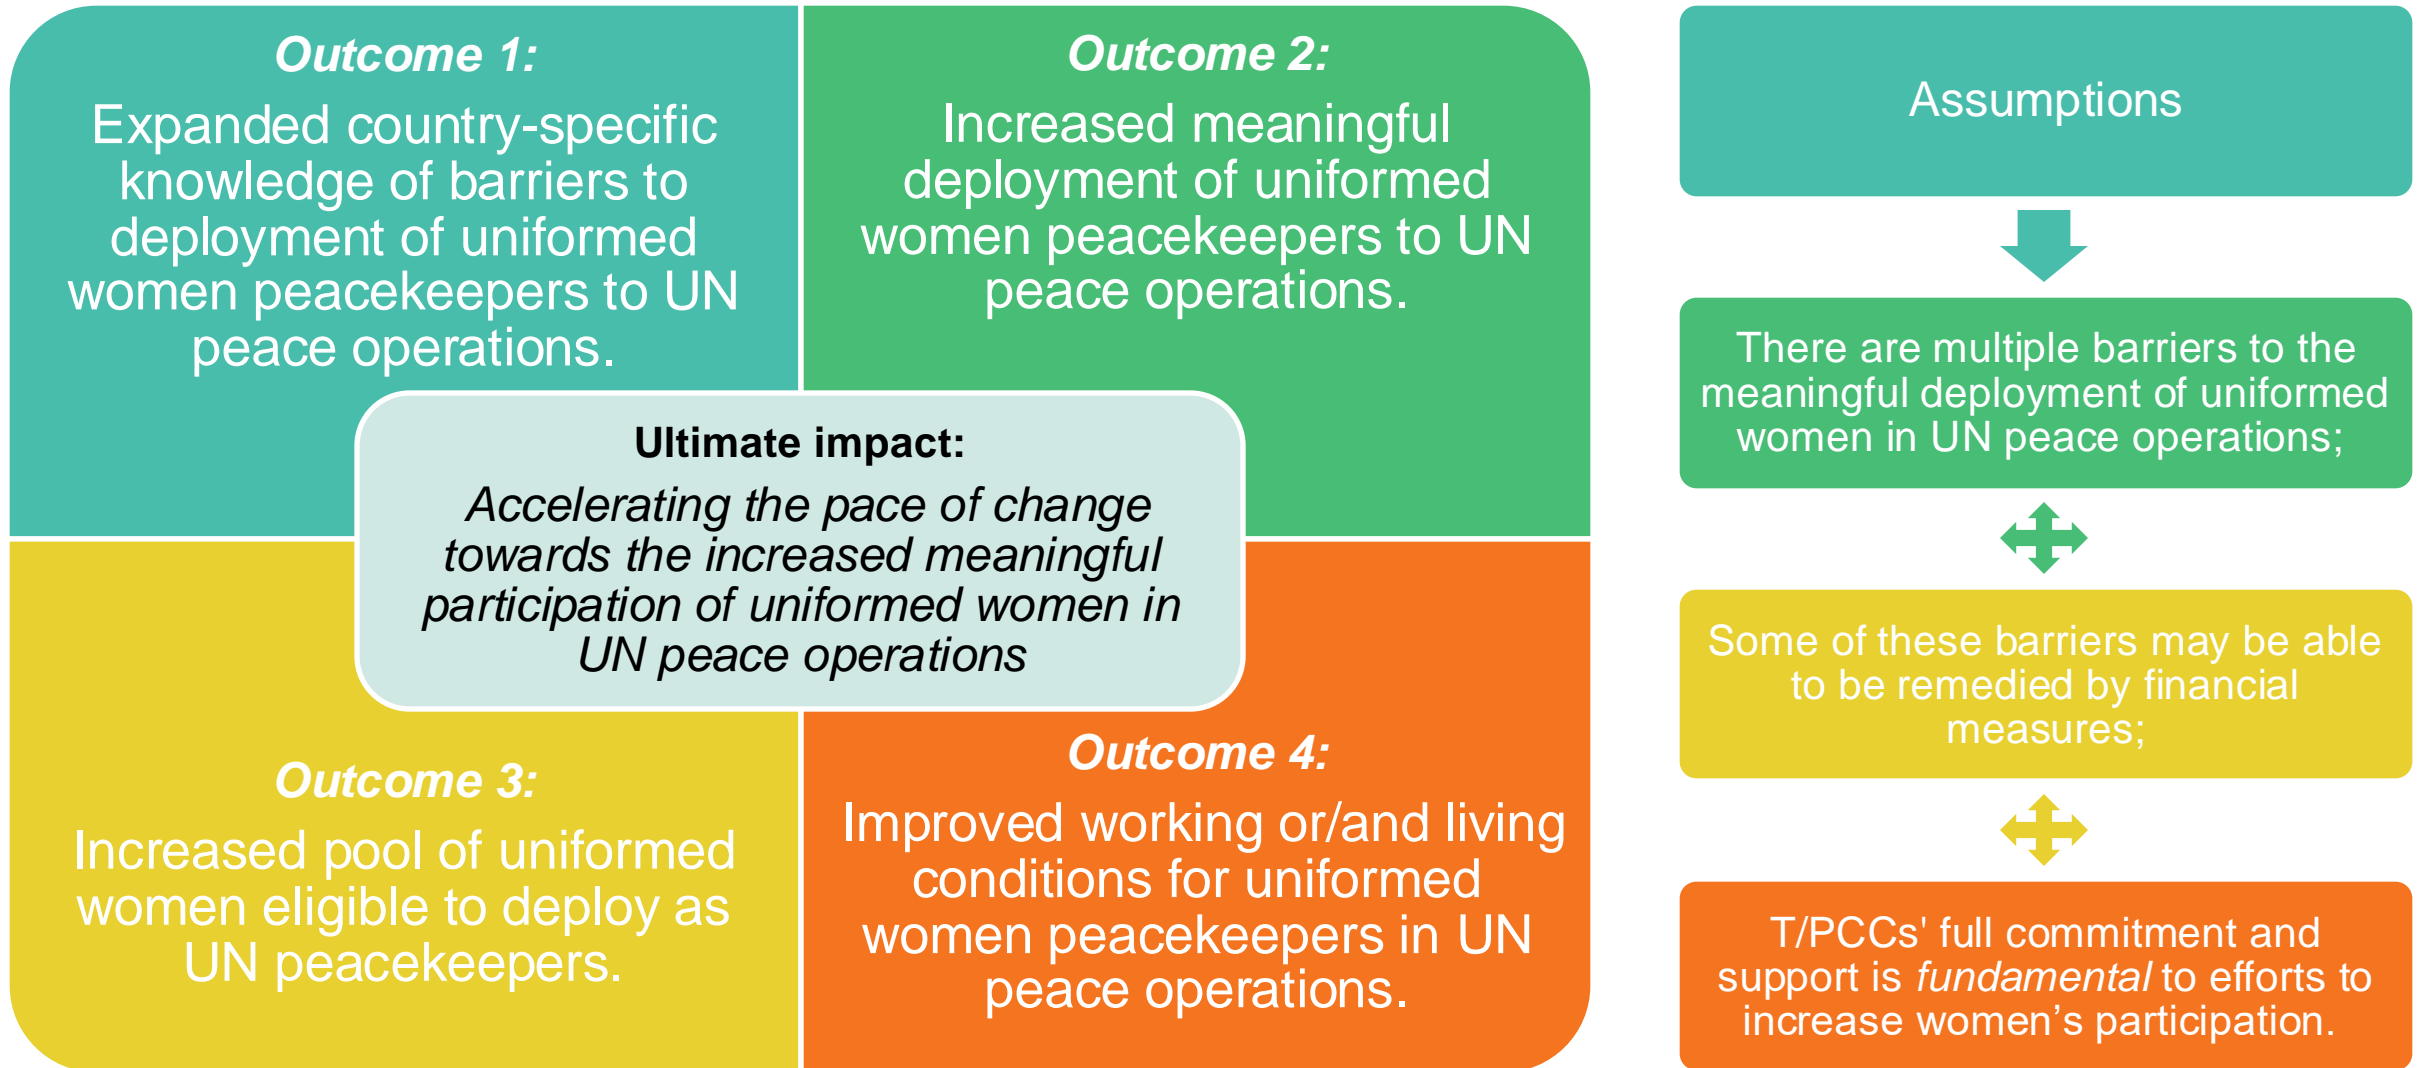 Outcome 1:
Expanded country-specific
knowledge of barriers to
deployment of uniformed
women peacekeepers to UN
peace operations.
Outcome 2:
Increased meaningful
deployment of uniformed
women peacekeepers to UN
peace operations.
Ultimate impact:
Accelerating the pace of change
towards the increased meaningful
participation of uniformed women in
UN peace operations
Outcome 3:
Increased pool of uniformed
women eligible to deploy as
UN peacekeepers.
Outcome 4:
Improved working or/and living
conditions for uniformed
women peacekeepers in UN
peace operations.
Assumptions
There are multiple barriers to the
meaningful deployment of uniformed
women in UN peace operations;
Some of these barriers may be able
to be remedied by financial
measures;
T/PCCs' full commitment and
support is fundamental to efforts to
increase women’s participation.